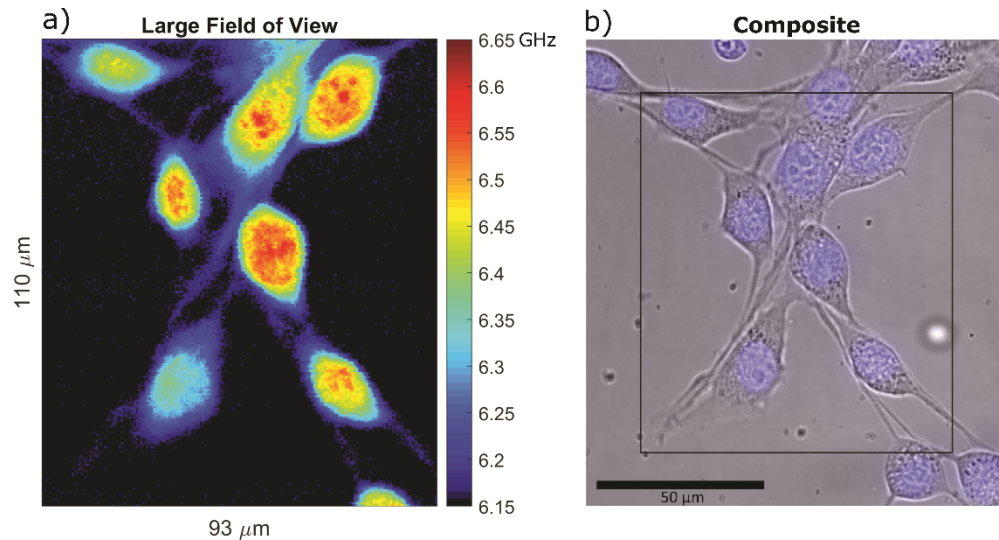 a)
Large Field of View
6.65 GHz
6.6
6.55
6.5
6.45
6.4
6.35
6.3
6.25
6.2
6.15
110 μm
93 μm
b)
Composite
50 μm